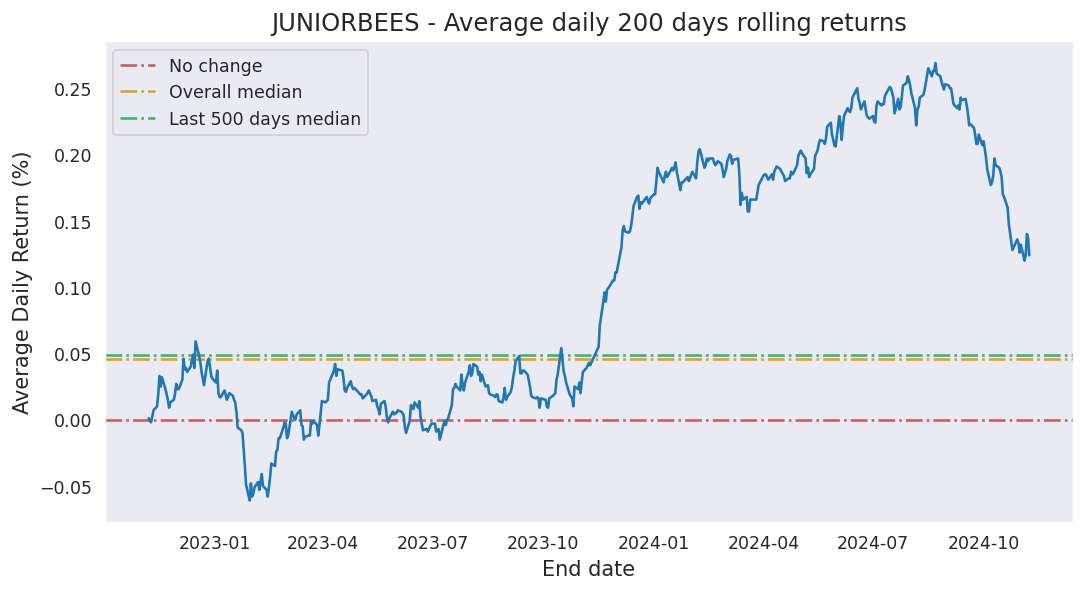 JUNIORBEES - Average daily 200 days rolling returns
No change
Overall median
Last 500 days median
Average Daily Return (%)
0.25
0.20
0.15
0.10
0.05
0.00
−0.05
2023-01 2023-04 2023-07 2023-10 2024-01 2024-04 2024-07 2024-10
End date